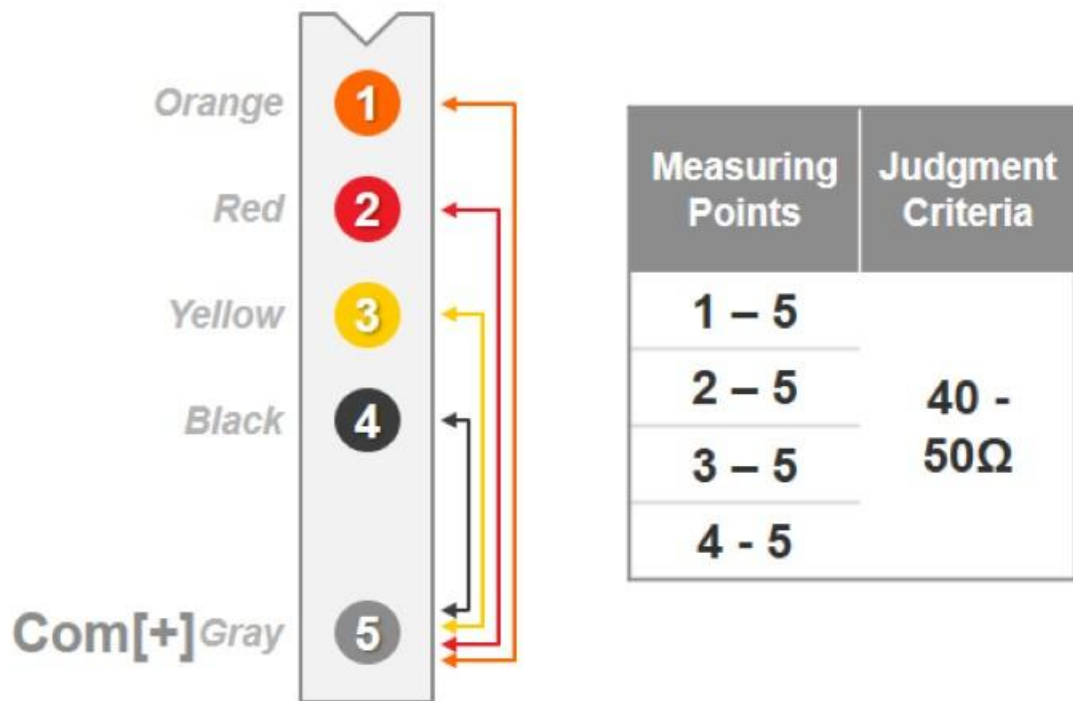 Orange 1
Red 2
Yellow 3
Black 4
Com[+] Gray 5
Measuring Points
Judgment Criteria
1 – 5
2 – 5
3 – 5
4 - 5
40 -
50Ω